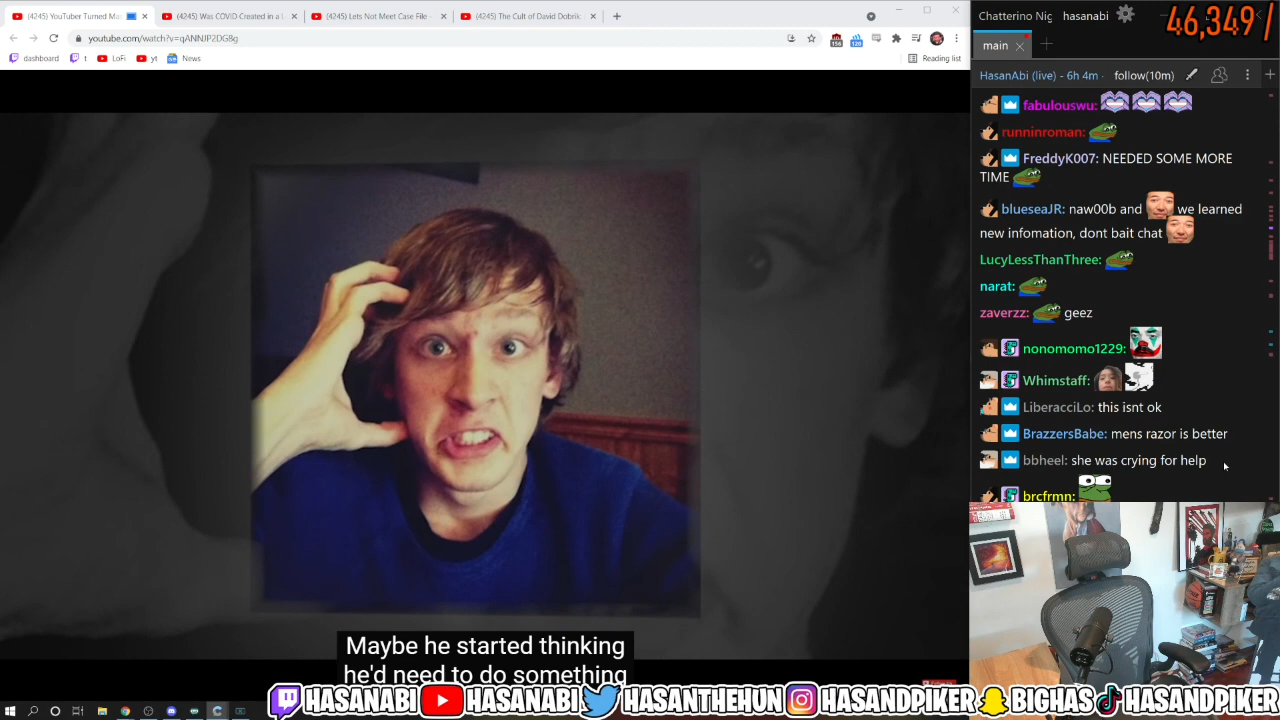 (4245) YouTuber Turned Mur
(4245) Was COVID Created in a L
(4245) Lets Not Meet Case File -
(4245) The Cult of David Dobrik
youtube.com/watch?v=qANNJP2DG8g
dashboard
t
LoFi
yt
News
Reading list
Maybe he started thinking
he'd need to do something
Chatterino Nig
hasanabi
46,349 /
main
HasanAbi (live) - 6h 4m -
follow(10m)
fabulouswu:
runninroman:
FreddyK007: NEEDED SOME MORE
TIME
blueseaJR: naw00b and we learned
new infomation, dont bait chat
LucyLessThanThree:
narat:
zaverzz: geez
nonomomo1229:
Whimstaff:
LiberacciLo: this isnt ok
BrazzersBabe: mens razor is better
bbheel: she was crying for help
brcfrmn:
HASANABI HASANABI HASANTHEHUN HASANDPIKER BIGHAS HASANDPIKER